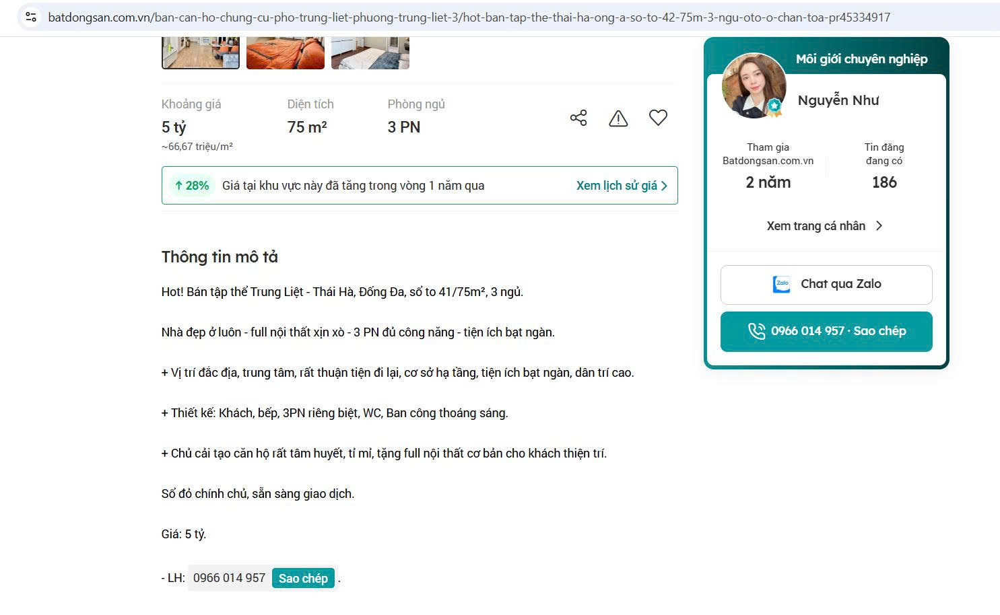 batdongsan.com.vn/ban-can-ho-chung-cu-pho-trung-liet-phuong-trung-liet-3/hot-ban-tap-the-thai-ha-ong-a-so-to-42-75m-3-ngu-oto-o-chan-toa-pr45334917
Khoảng giá
5 tỷ
~66,67 triệu/m²
Diện tích
75 m²
Phòng ngủ
3 PN
28%
Giá tại khu vực này đã tăng trong vòng 1 năm qua
Xem lịch sử giá
Thông tin mô tả
Hot! Bán tập thể Trung Liệt - Thái Hà, Đống Đa, sổ to 41/75m², 3 ngủ.
Nhà đẹp ở luôn - full nội thất xịn xò - 3 PN đủ công năng - tiện ích bạt ngàn.
+ Vị trí đắc địa, trung tâm, rất thuận tiện đi lại, cơ sở hạ tầng, tiện ích bạt ngàn, dân trí cao.
+ Thiết kế: Khách, bếp, 3PN riêng biệt, WC, Ban công thoáng sáng.
+ Chủ cải tạo căn hộ rất tâm huyết, tỉ mỉ, tặng full nội thất cơ bản cho khách thiện trí.
Sổ đỏ chính chủ, sẵn sàng giao dịch.
Giá: 5 tỷ.
- LH: 0966 014 957 Sao chép .
Môi giới chuyên nghiệp
Nguyễn Như
Tham gia
Batdongsan.com.vn
2 năm
Tin đăng
đang có
186
Xem trang cá nhân
Zalo Chat qua Zalo
0966 014 957 · Sao chép